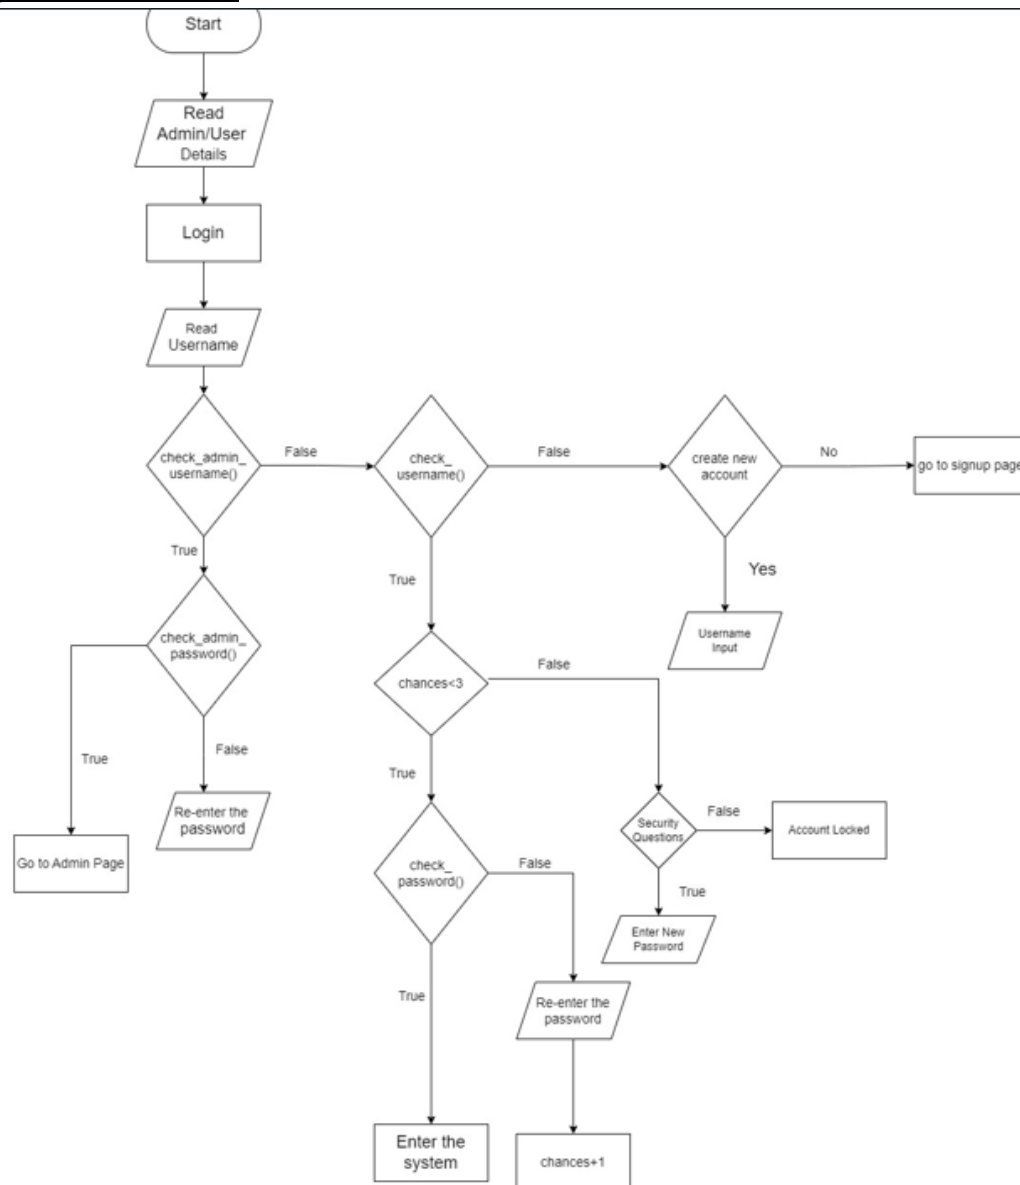 Start
Read
Admin/User
Details
Login
Read
Username
check_admin_
username()
False
check_
username()
False
create new
account
No
go to signup page
True
True
Yes
check_admin_
password()
Username
Input
chances<3
False
True
False
True
Re-enter the
password
Go to Admin Page
Security
Questions
False
Account Locked
check_
password()
False
True
Enter New
Password
True
Re-enter the
password
Enter the
system
chances+1